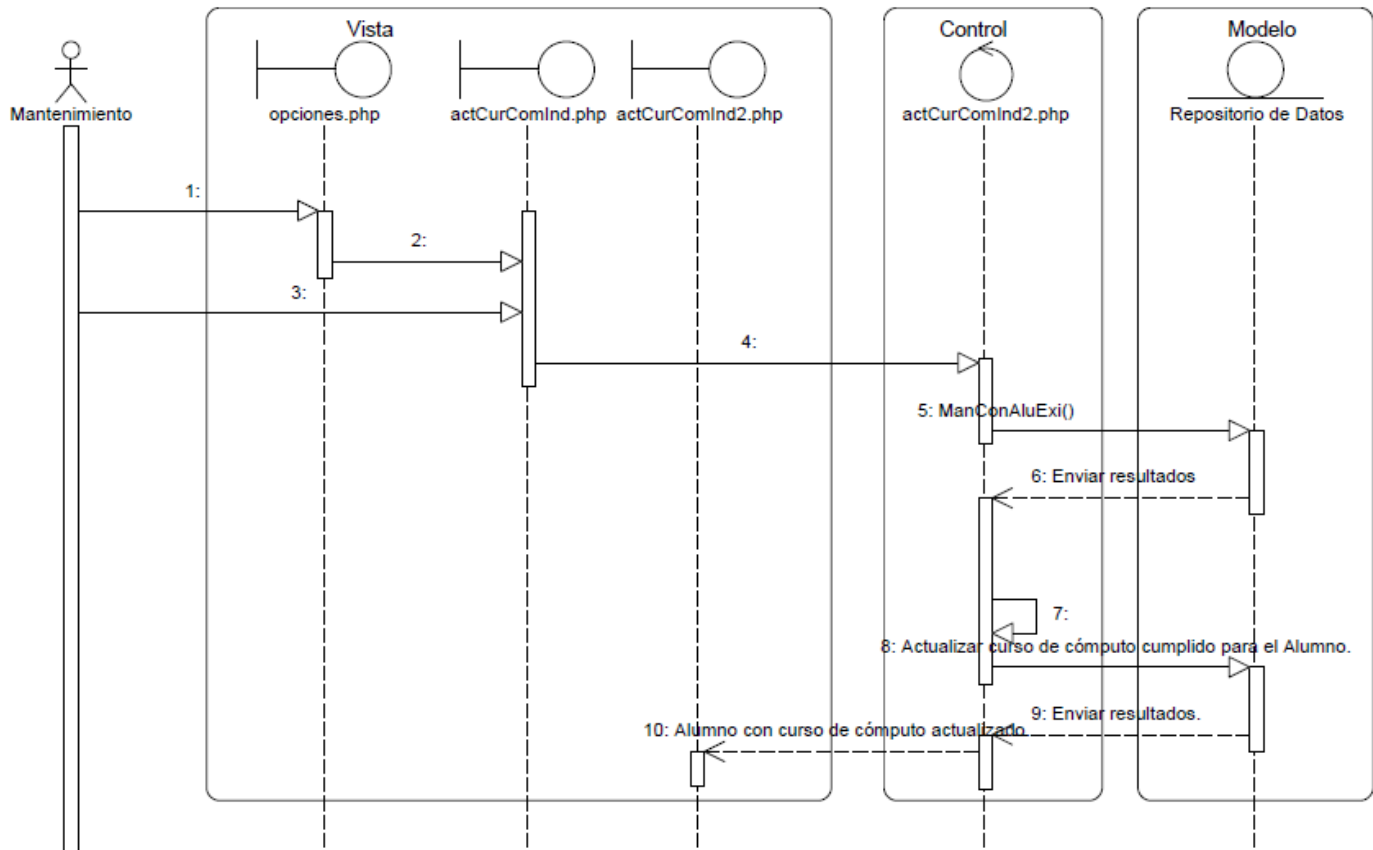 Vista
Control
Modelo
Mantenimiento
opciones.php
actCurComInd.php
actCurComInd2.php
actCurComInd2.php
Repositorio de Datos
1:
2:
3:
4:
5: ManConAluExi()
6: Enviar resultados
7:
8: Actualizar curso de cómputo cumplido para el Alumno.
9: Enviar resultados.
10: Alumno con curso de cómputo actualizado